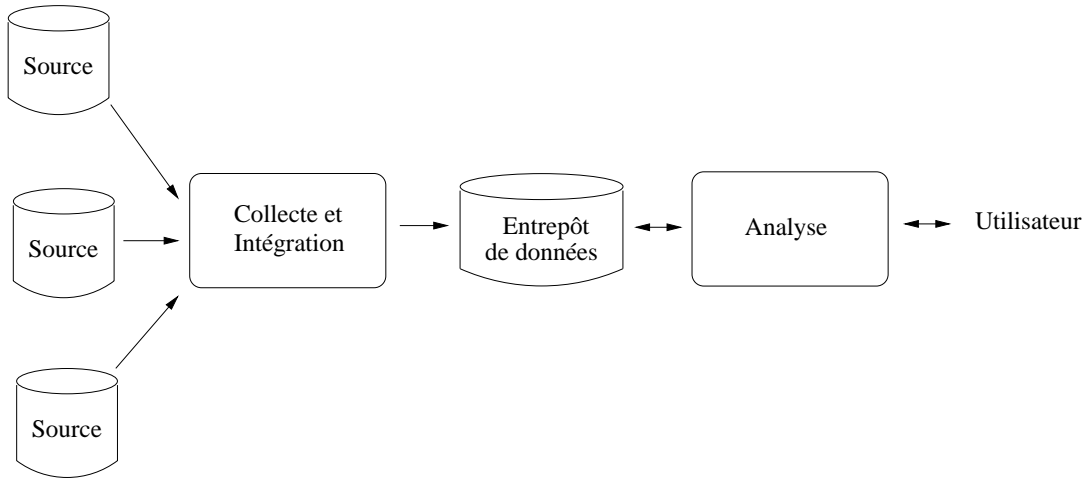 Source
Source
Source
Collecte et
Intégration
Entrepôt
de données
Analyse
Utilisateur